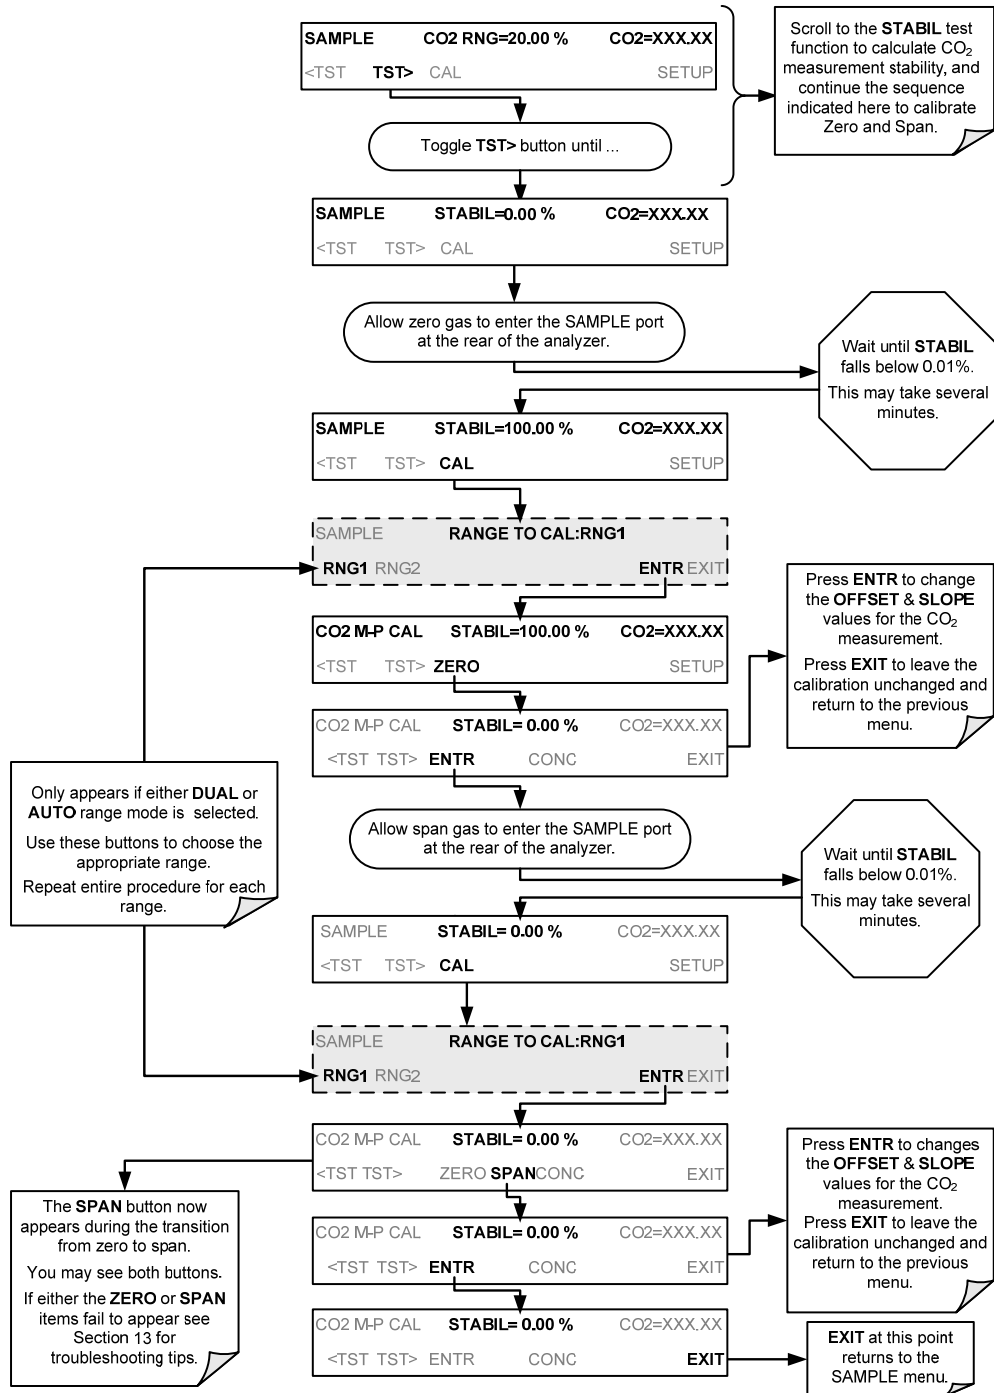 SAMPLE CO2 RNG=20.00 % CO2=XXX.XX
<TST TST> CAL SETUP
Scroll to the STABIL test
function to calculate CO2
measurement stability, and
continue the sequence
indicated here to calibrate
Zero and Span.
Toggle TST> button until ...
SAMPLE STABIL=0.00 % CO2=XXX.XX
<TST TST> CAL SETUP
Allow zero gas to enter the SAMPLE port
at the rear of the analyzer.
Wait until STABIL
falls below 0.01%.
This may take several
minutes.
SAMPLE STABIL=100.00 % CO2=XXX.XX
<TST TST> CAL SETUP
SAMPLE RANGE TO CAL:RNG1
RNG1 RNG2 ENTR EXIT
CO2 M-P CAL STABIL=100.00 % CO2=XXX.XX
<TST TST> ZERO SETUP
Press ENTR to change
the OFFSET & SLOPE
values for the CO2
measurement.
Press EXIT to leave the
calibration unchanged and
return to the previous
menu.
CO2 M-P CAL STABIL= 0.00 % CO2=XXX.XX
<TST TST> ENTR CONC EXIT
Only appears if either DUAL or
AUTO range mode is selected.
Use these buttons to choose the
appropriate range.
Repeat entire procedure for each
range.
Allow span gas to enter the SAMPLE port
at the rear of the analyzer.
Wait until STABIL
falls below 0.01%.
This may take several
minutes.
SAMPLE STABIL= 0.00 % CO2=XXX.XX
<TST TST> CAL SETUP
SAMPLE RANGE TO CAL:RNG1
RNG1 RNG2 ENTR EXIT
CO2 M-P CAL STABIL= 0.00 % CO2=XXX.XX
<TST TST> ZERO SPAN CONC EXIT
Press ENTR to changes
the OFFSET & SLOPE
values for the CO2
measurement.
Press EXIT to leave the
calibration unchanged and
return to the previous
menu.
The SPAN button now
appears during the transition
from zero to span.
You may see both buttons.
If either the ZERO or SPAN
items fail to appear see
Section 13 for
troubleshooting tips.
CO2 M-P CAL STABIL= 0.00 % CO2=XXX.XX
<TST TST> ENTR CONC EXIT
CO2 M-P CAL STABIL= 0.00 % CO2=XXX.XX
<TST TST> ENTR CONC EXIT
EXIT at this point
returns to the
SAMPLE menu.